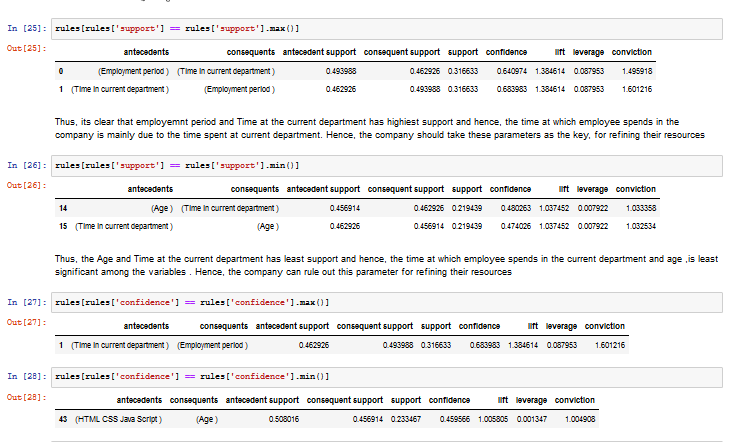 In [25]: rules[rules['support'] == rules['support'].max()]
Out[25]:
antecedents consequents antecedent support consequent support support confidence lift leverage conviction
0 (Employment period ) (Time in current department ) 0.493988 0.462926 0.316633 0.640974 1.384614 0.087953 1.495918
1 (Time in current department ) (Employment period ) 0.462926 0.493988 0.316633 0.683983 1.384614 0.087953 1.601216
Thus, its clear that employemnt period and Time at the current department has highiest support and hence, the time at which employee spends in the
company is mainly due to the time spent at current department. Hence, the company should take these parameters as the key, for refining their resources
In [26]: rules[rules['support'] == rules['support'].min()]
Out[26]:
antecedents consequents antecedent support consequent support support confidence lift leverage conviction
14 (Age ) (Time in current department ) 0.456914 0.462926 0.219439 0.480263 1.037452 0.007922 1.033358
15 (Time in current department ) (Age ) 0.462926 0.456914 0.219439 0.474026 1.037452 0.007922 1.032534
Thus, the Age and Time at the current department has least support and hence, the time at which employee spends in the current department and age ,is least
significant among the variables . Hence, the company can rule out this parameter for refining their resources
In [27]: rules[rules['confidence'] == rules['confidence'].max()]
Out[27]:
antecedents consequents antecedent support consequent support support confidence lift leverage conviction
1 (Time in current department ) (Employment period ) 0.462926 0.493988 0.316633 0.683983 1.384614 0.087953 1.601216
In [28]: rules[rules['confidence'] == rules['confidence'].min()]
Out[28]:
antecedents consequents antecedent support consequent support support confidence lift leverage conviction
43 (HTML CSS Java Script ) (Age ) 0.508016 0.456914 0.233467 0.459566 1.005805 0.001347 1.004908